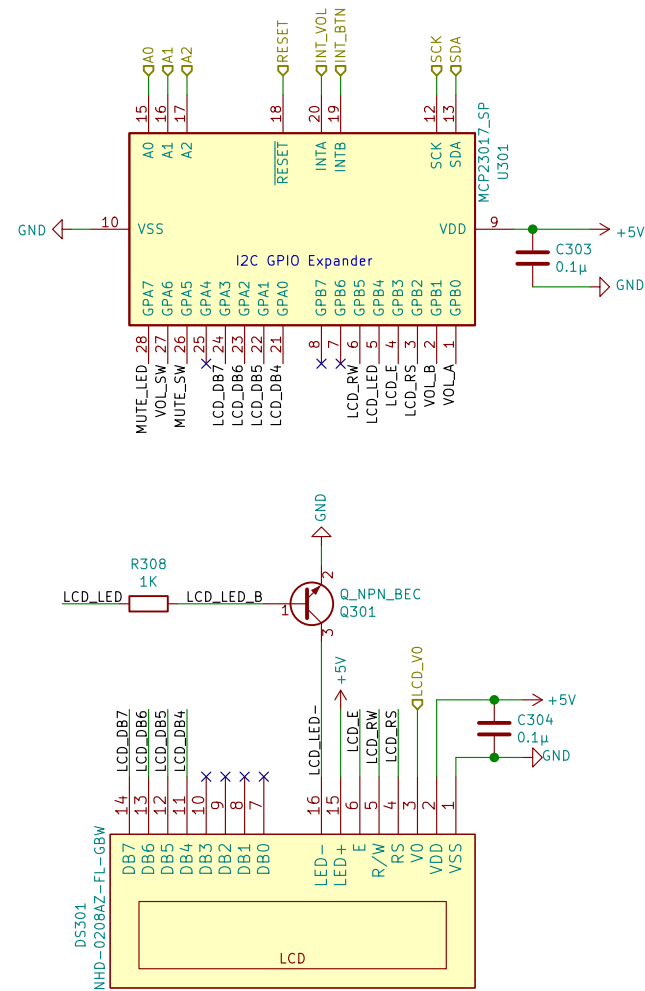 A0
A1
A2
RESET
INT_VOL
INT_BTN
SCK
SDA
15
16
17
18
20
19
12
13
A0
A1
A2
RESET
INTA
INTB
SCK
SDA
MCP23017_SP
U301
GND
10
VSS
VDD
9
+5V
C303
0.1µ
GND
I2C GPIO Expander
GPA7
GPA6
GPA5
GPA4
GPA3
GPA2
GPA1
GPA0
GPB7
GPB6
GPB5
GPB4
GPB3
GPB2
GPB1
GPB0
28
27
26
25
24
23
22
21
8
7
6
5
4
3
2
1
MUTE_LED
VOL_SW
MUTE_SW
LCD_DB7
LCD_DB6
LCD_DB5
LCD_DB4
LCD_RW
LCD_LED
LCD_E
LCD_RS
VOL_B
VOL_A
GND
R308
1K
LCD_LED
LCD_LED_B
1
2
3
Q_NPN_BEC
Q301
+5V
LCD_V0
LCD_DB7
LCD_DB6
LCD_DB5
LCD_DB4
LCD_LED-
LCD_E
LCD_RW
LCD_RS
+5V
C304
0.1µ
GND
14
13
12
11
10
9
8
7
16
15
6
5
4
3
2
1
DB7
DB6
DB5
DB4
DB3
DB2
DB1
DB0
LED-
LED+
E
R/W
RS
V0
VDD
VSS
DS301
NHD-0208AZ-FL-GBW
LCD